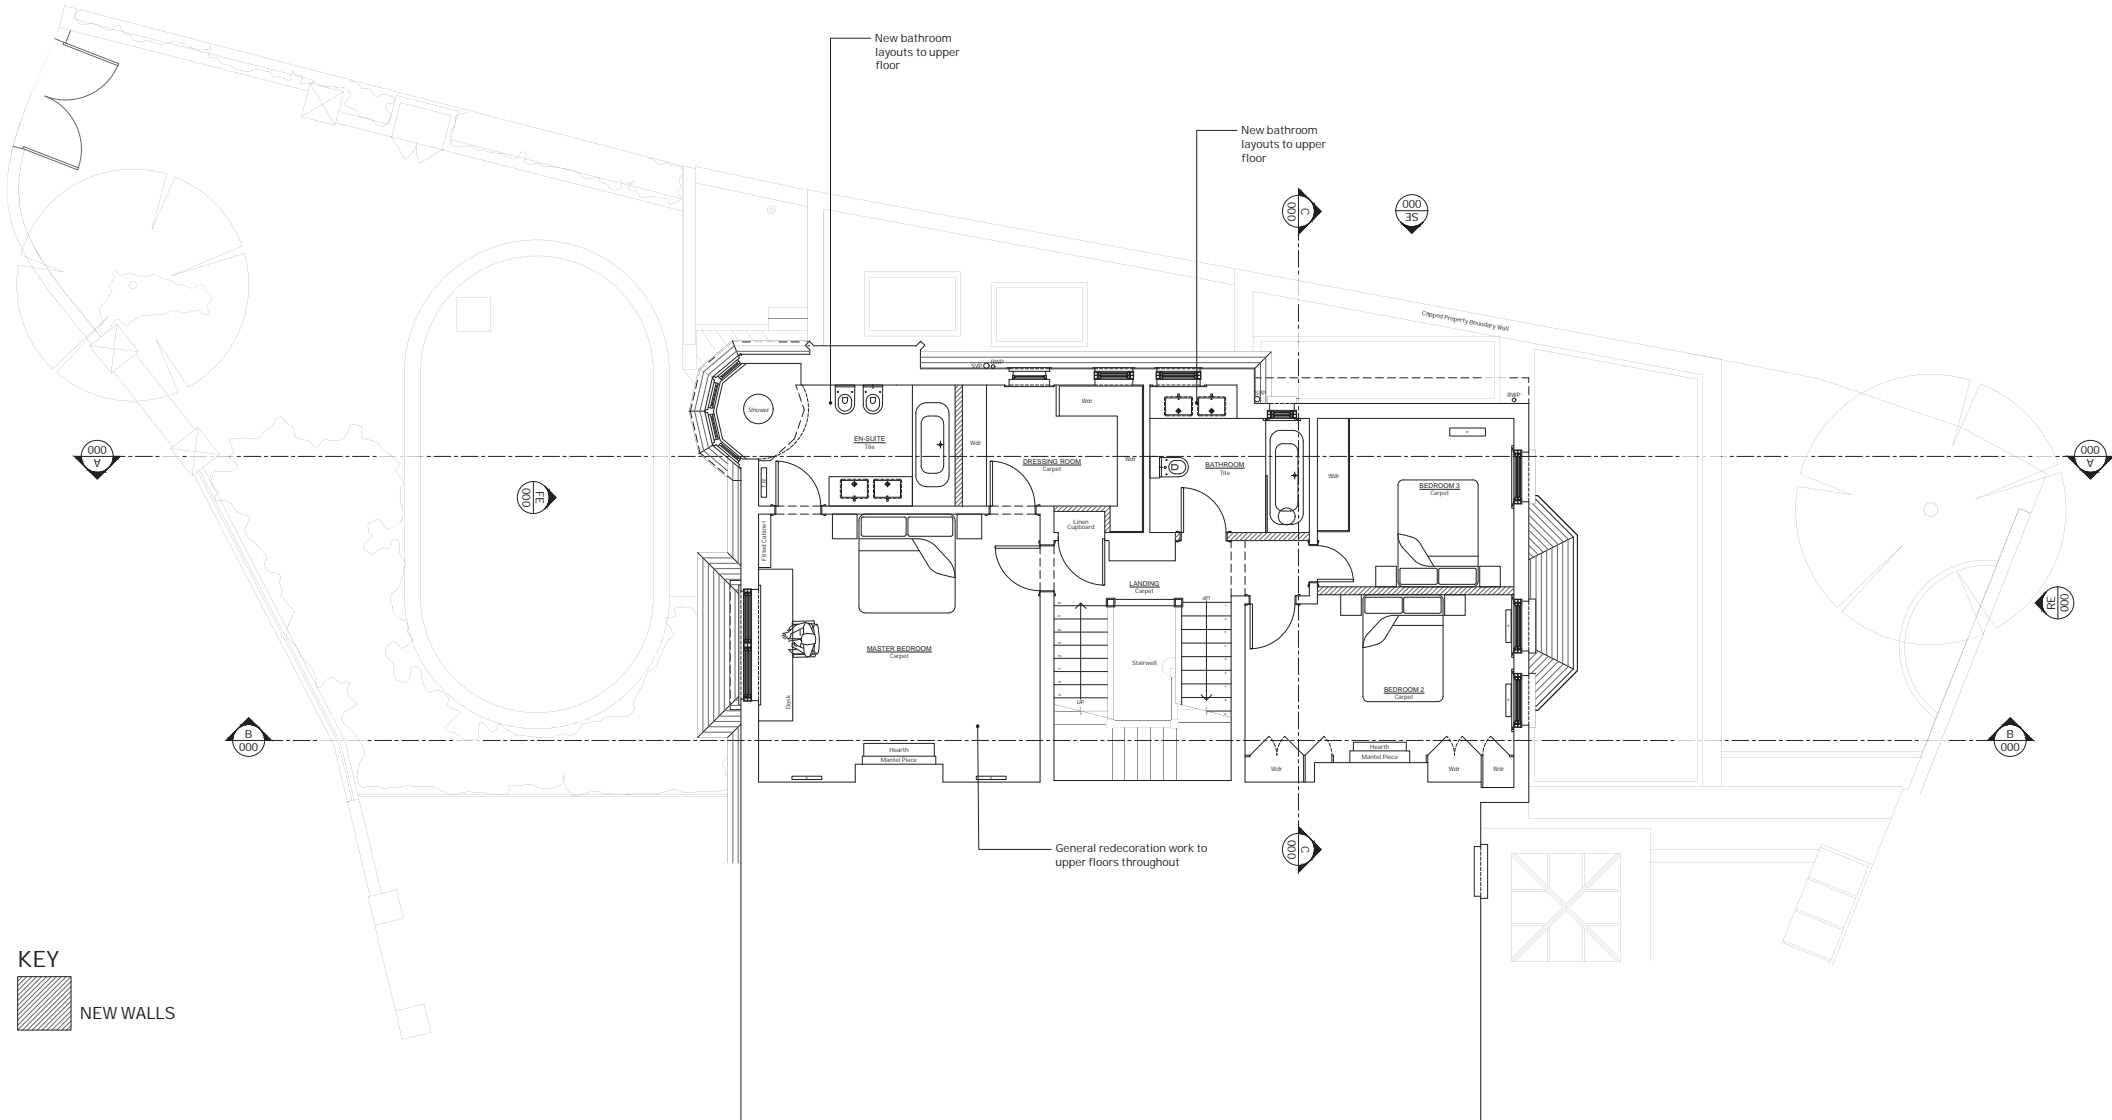 New bathroom
layouts to upper
floor
New bathroom
layouts to upper
floor
C
000
000
SE
Capped Property Boundary Wall
SVP
RWP
SVP
RWP
Shower
EN-SUITE
Tile
Wdr
DRESSING ROOM
Carpet
Wdr
Wdr
BATHROOM
Tile
Wdr
BEDROOM 3
Carpet
000
A
000
A
FE
000
T.R.
Fitted Cabinet
Linen
Cupboard
LANDING
Carpet
UP
RE
000
MASTER BEDROOM
Carpet
Desk
Stairwell
UP
BEDROOM 2
Carpet
B
000
B
000
Hearth
Mantel Piece
Hearth
Mantel Piece
Wdr
Wdr
Wdr
General redecoration work to
upper floors throughout
C
000
KEY
NEW WALLS